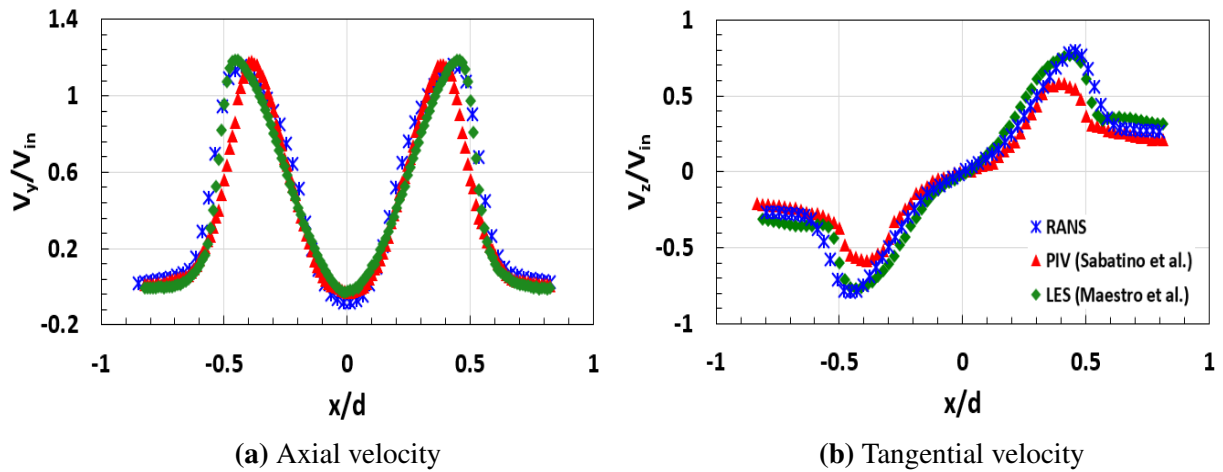 1.4
1
0.6
0.2
-0.2
-1
-0.5
0
0.5
1
Vy/Vin
x/d
(a) Axial velocity
1
0.5
0
-0.5
-1
-1
-0.5
0
0.5
1
Vz/Vin
x/d
RANS
PIV (Sabatino et al.)
LES (Maestro et al.)
(b) Tangential velocity